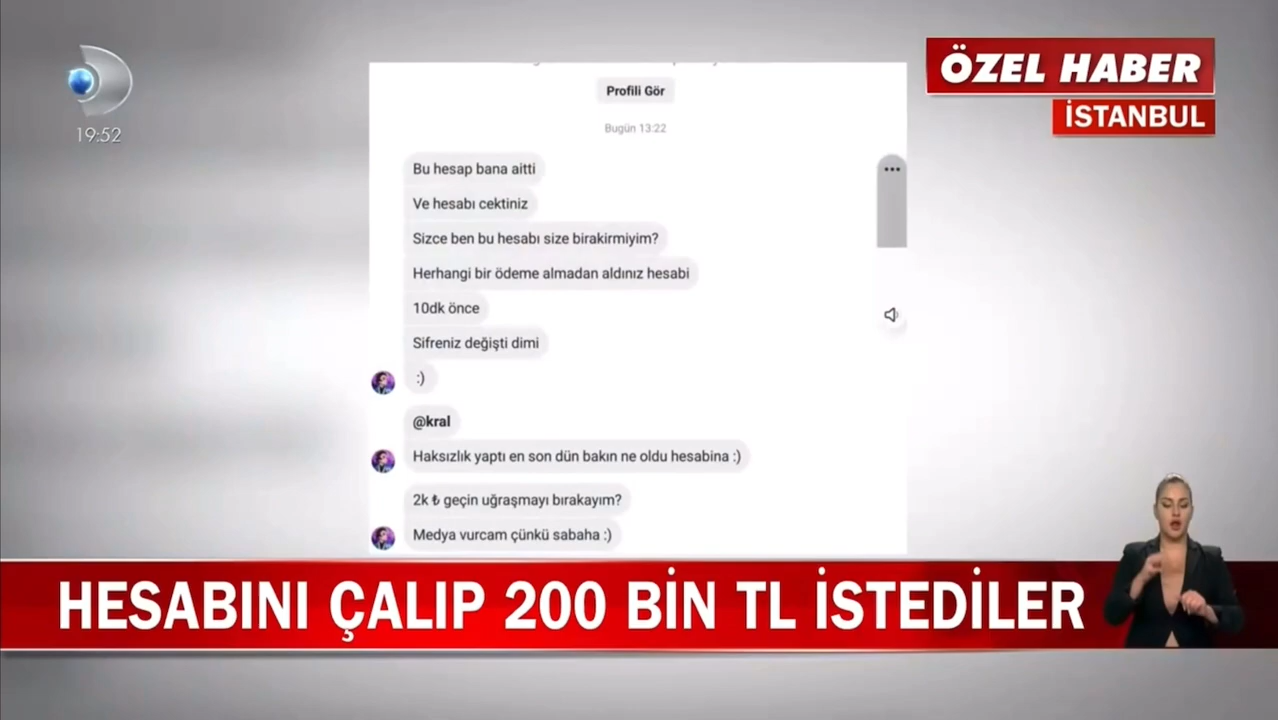 ÖZEL HABER
İSTANBUL
19:52
Profili Gör
Bugün 13:22
Bu hesap bana aitti
Ve hesabı cektiniz
Sizce ben bu hesabı size birakirmiyim?
Herhangi bir ödeme almadan aldınız hesabi
10dk önce
Sifreniz değişti dimi
:)
@kral
Haksızlık yaptı en son dün bakın ne oldu hesabina :)
2k ₺ geçin uğraşmayı bırakayım?
Medya vurcam çünkü sabaha :)
HESABINI ÇALIP 200 BİN TL İSTEDİLER